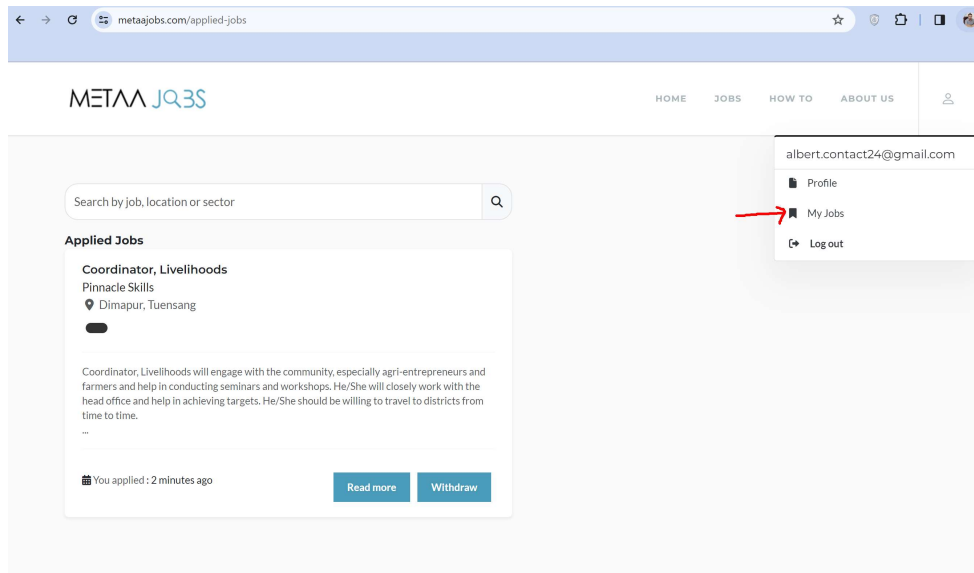 metaajobs.com/applied-jobs
METAA JOBS
HOME JOBS HOW TO ABOUT US
albert.contact24@gmail.com
Profile
My Jobs
Log out
Search by job, location or sector
Applied Jobs
Coordinator, Livelihoods
Pinnacle Skills
Dimapur, Tuensang
Coordinator, Livelihoods will engage with the community, especially agri-entrepreneurs and
farmers and help in conducting seminars and workshops. He/She will closely work with the
head office and help in achieving targets. He/She should be willing to travel to districts from
time to time.
...
You applied : 2 minutes ago
Read more Withdraw